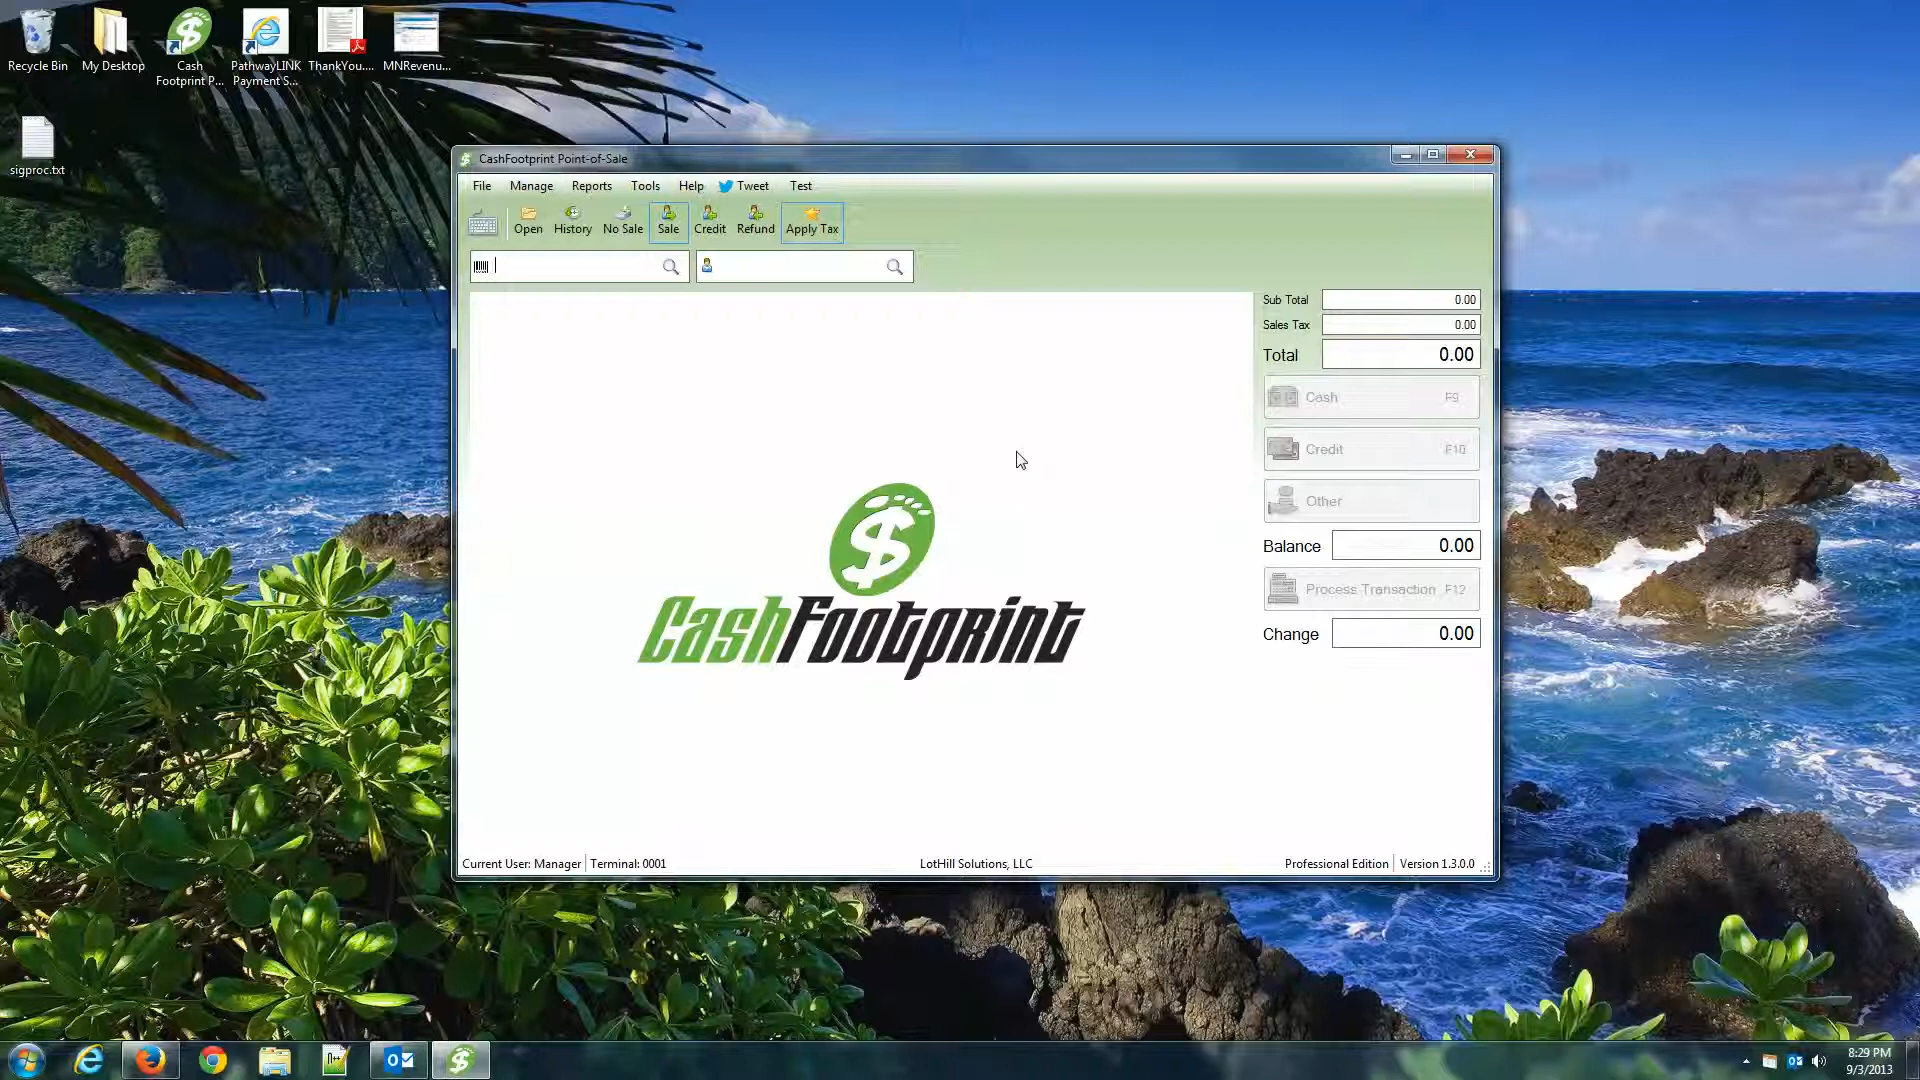 Recycle Bin
My Desktop
Cash
Footprint P...
PathwayLINK
Payment S...
ThankYou....
MNRevenu...
sigproc.txt
CashFootprint Point-of-Sale
File Manage Reports Tools Help Tweet Test
Open History No Sale Sale Credit Refund Apply Tax
Sub Total 0.00
Sales Tax 0.00
Total 0.00
Cash F9
Credit F10
Other
Balance 0.00
Process Transaction F12
Change 0.00
$
CashFootprint
Current User: Manager Terminal: 0001 LotHill Solutions, LLC Professional Edition Version 1.3.0.0
8:29 PM
9/3/2013